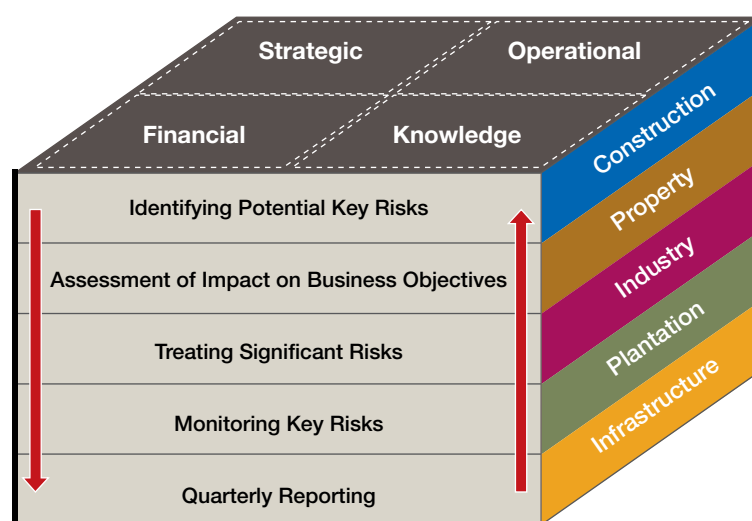 Strategic
Operational
Financial
Knowledge
Identifying Potential Key Risks
Assessment of Impact on Business Objectives
Treating Significant Risks
Monitoring Key Risks
Quarterly Reporting
Construction
Property
Industry
Plantation
Infrastructure